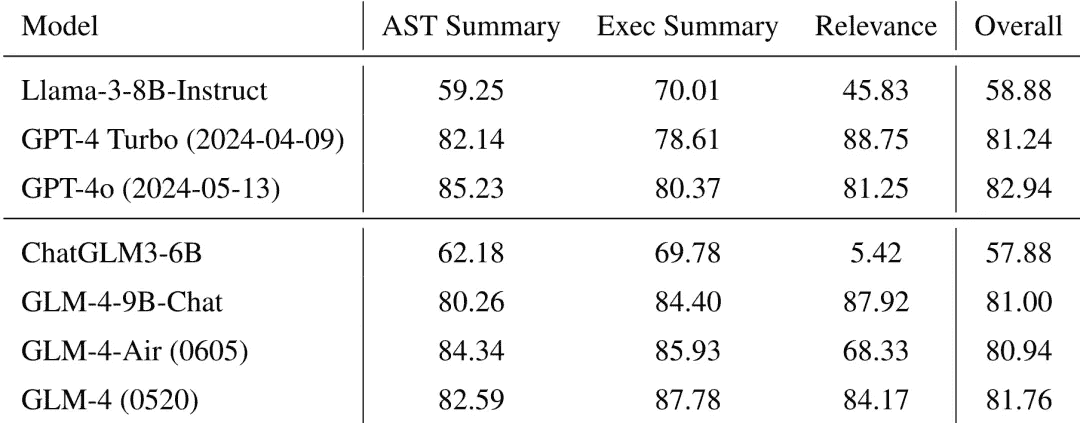 Model AST Summary Exec Summary Relevance Overall
Llama-3-8B-Instruct 59.25 70.01 45.83 58.88
GPT-4 Turbo (2024-04-09) 82.14 78.61 88.75 81.24
GPT-4o (2024-05-13) 85.23 80.37 81.25 82.94
ChatGLM3-6B 62.18 69.78 5.42 57.88
GLM-4-9B-Chat 80.26 84.40 87.92 81.00
GLM-4-Air (0605) 84.34 85.93 68.33 80.94
GLM-4 (0520) 82.59 87.78 84.17 81.76